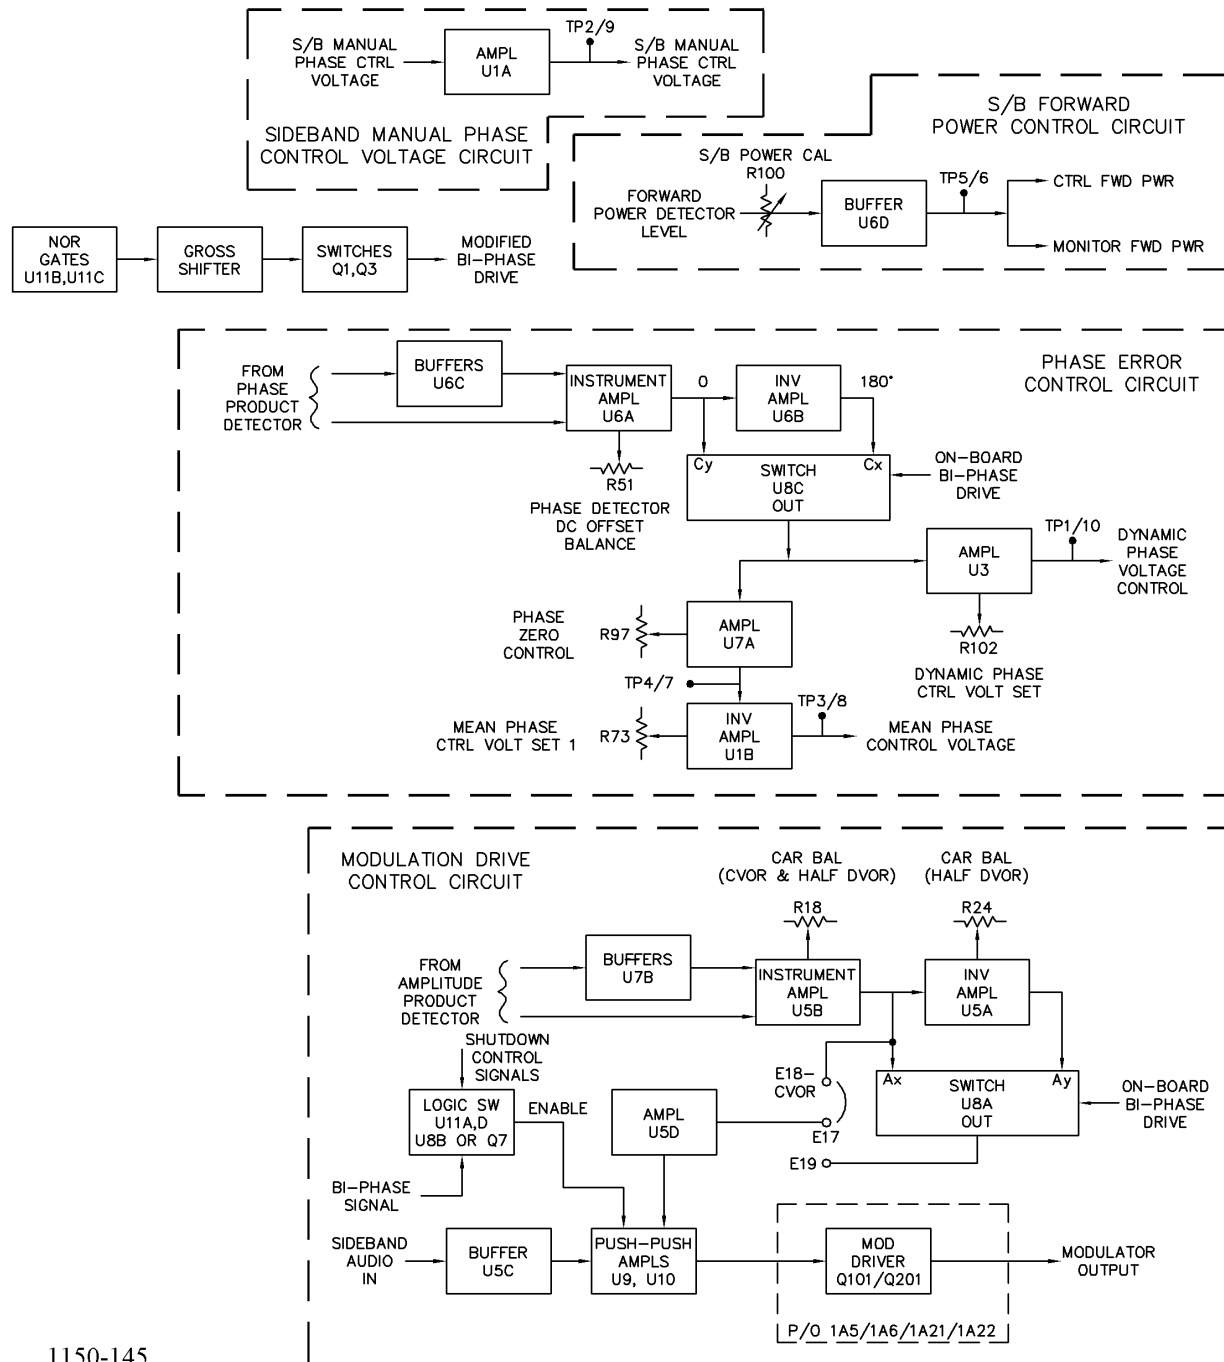 TP2/9
S/B MANUAL
PHASE CTRL
VOLTAGE
AMPL
U1A
S/B MANUAL
PHASE CTRL
VOLTAGE
SIDEBAND MANUAL PHASE
CONTROL VOLTAGE CIRCUIT
S/B FORWARD
POWER CONTROL CIRCUIT
S/B POWER CAL
R100
FORWARD
POWER DETECTOR
LEVEL
BUFFER
U6D
TP5/6
CTRL FWD PWR
MONITOR FWD PWR
NOR
GATES
U11B,U11C
GROSS
SHIFTER
SWITCHES
Q1,Q3
MODIFIED
BI-PHASE
DRIVE
PHASE ERROR
CONTROL CIRCUIT
FROM
PHASE
PRODUCT
DETECTOR
BUFFERS
U6C
INSTRUMENT
AMPL
U6A
0
INV
AMPL
U6B
180°
R51
PHASE DETECTOR
DC OFFSET
BALANCE
Cy
Cx
SWITCH
U8C
OUT
ON-BOARD
BI-PHASE
DRIVE
AMPL
U3
TP1/10
DYNAMIC
PHASE
VOLTAGE
CONTROL
R102
DYNAMIC PHASE
CTRL VOLT SET
PHASE
ZERO
CONTROL
R97
AMPL
U7A
TP4/7
MEAN PHASE
CTRL VOLT SET 1
R73
INV
AMPL
U1B
TP3/8
MEAN PHASE
CONTROL VOLTAGE
MODULATION DRIVE
CONTROL CIRCUIT
CAR BAL
(CVOR & HALF DVOR)
R18
CAR BAL
(HALF DVOR)
R24
FROM
AMPLITUDE
PRODUCT
DETECTOR
BUFFERS
U7B
INSTRUMENT
AMPL
U5B
INV
AMPL
U5A
SHUTDOWN
CONTROL
SIGNALS
LOGIC SW
U11A,D
U8B OR Q7
ENABLE
AMPL
U5D
E18-
CVOR
E17
E19
Ax
Ay
SWITCH
U8A
OUT
ON-BOARD
BI-PHASE
DRIVE
BI-PHASE
SIGNAL
SIDEBAND
AUDIO
IN
BUFFER
U5C
PUSH-PUSH
AMPLS
U9, U10
MOD
DRIVER
Q101/Q201
MODULATOR
OUTPUT
P/O 1A5/1A6/1A21/1A22
1150-145